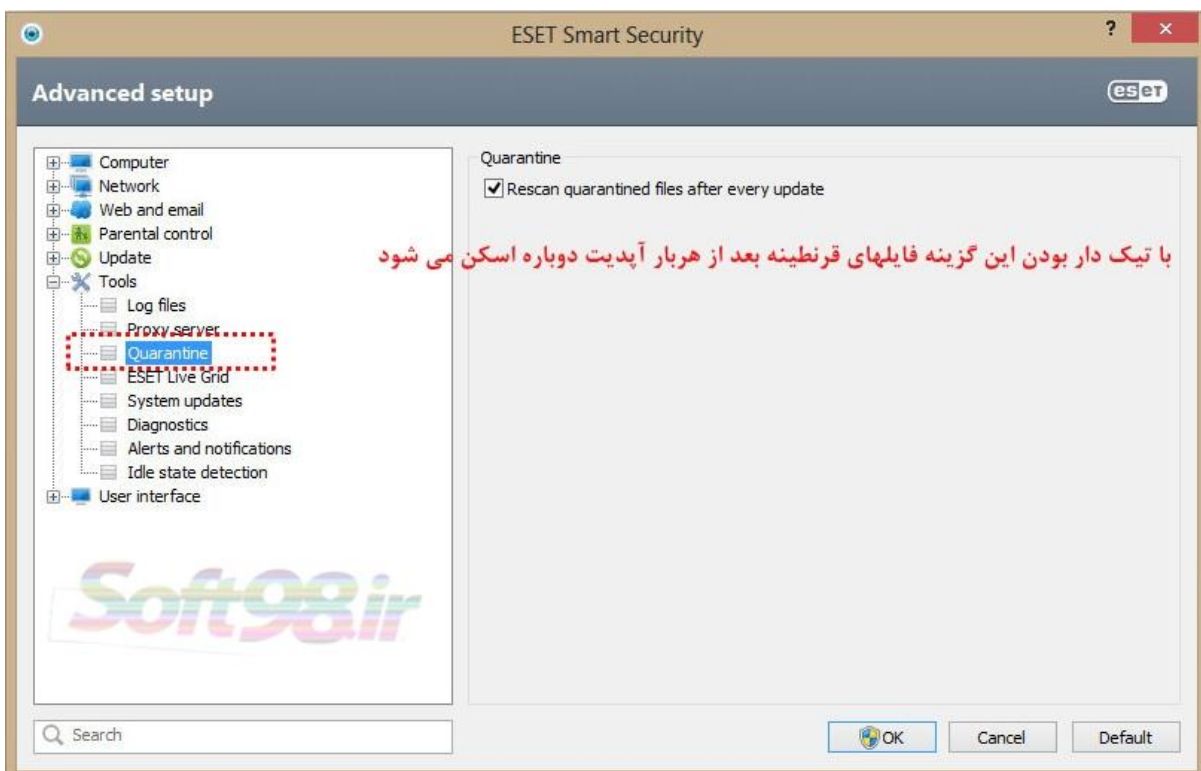 ESET Smart Security
?
Advanced setup
eset
Computer
Network
Web and email
Parental control
Update
Tools
Log files
Proxy server
Quarantine
ESET Live Grid
System updates
Diagnostics
Alerts and notifications
Idle state detection
User interface
Quarantine
Rescan quarantined files after every update
با تیک دار بودن این گزینه فایلهای قرنطینه بعد از هربار آپدیت دوباره اسکن می شود
Soft98.ir
Search
OK
Cancel
Default